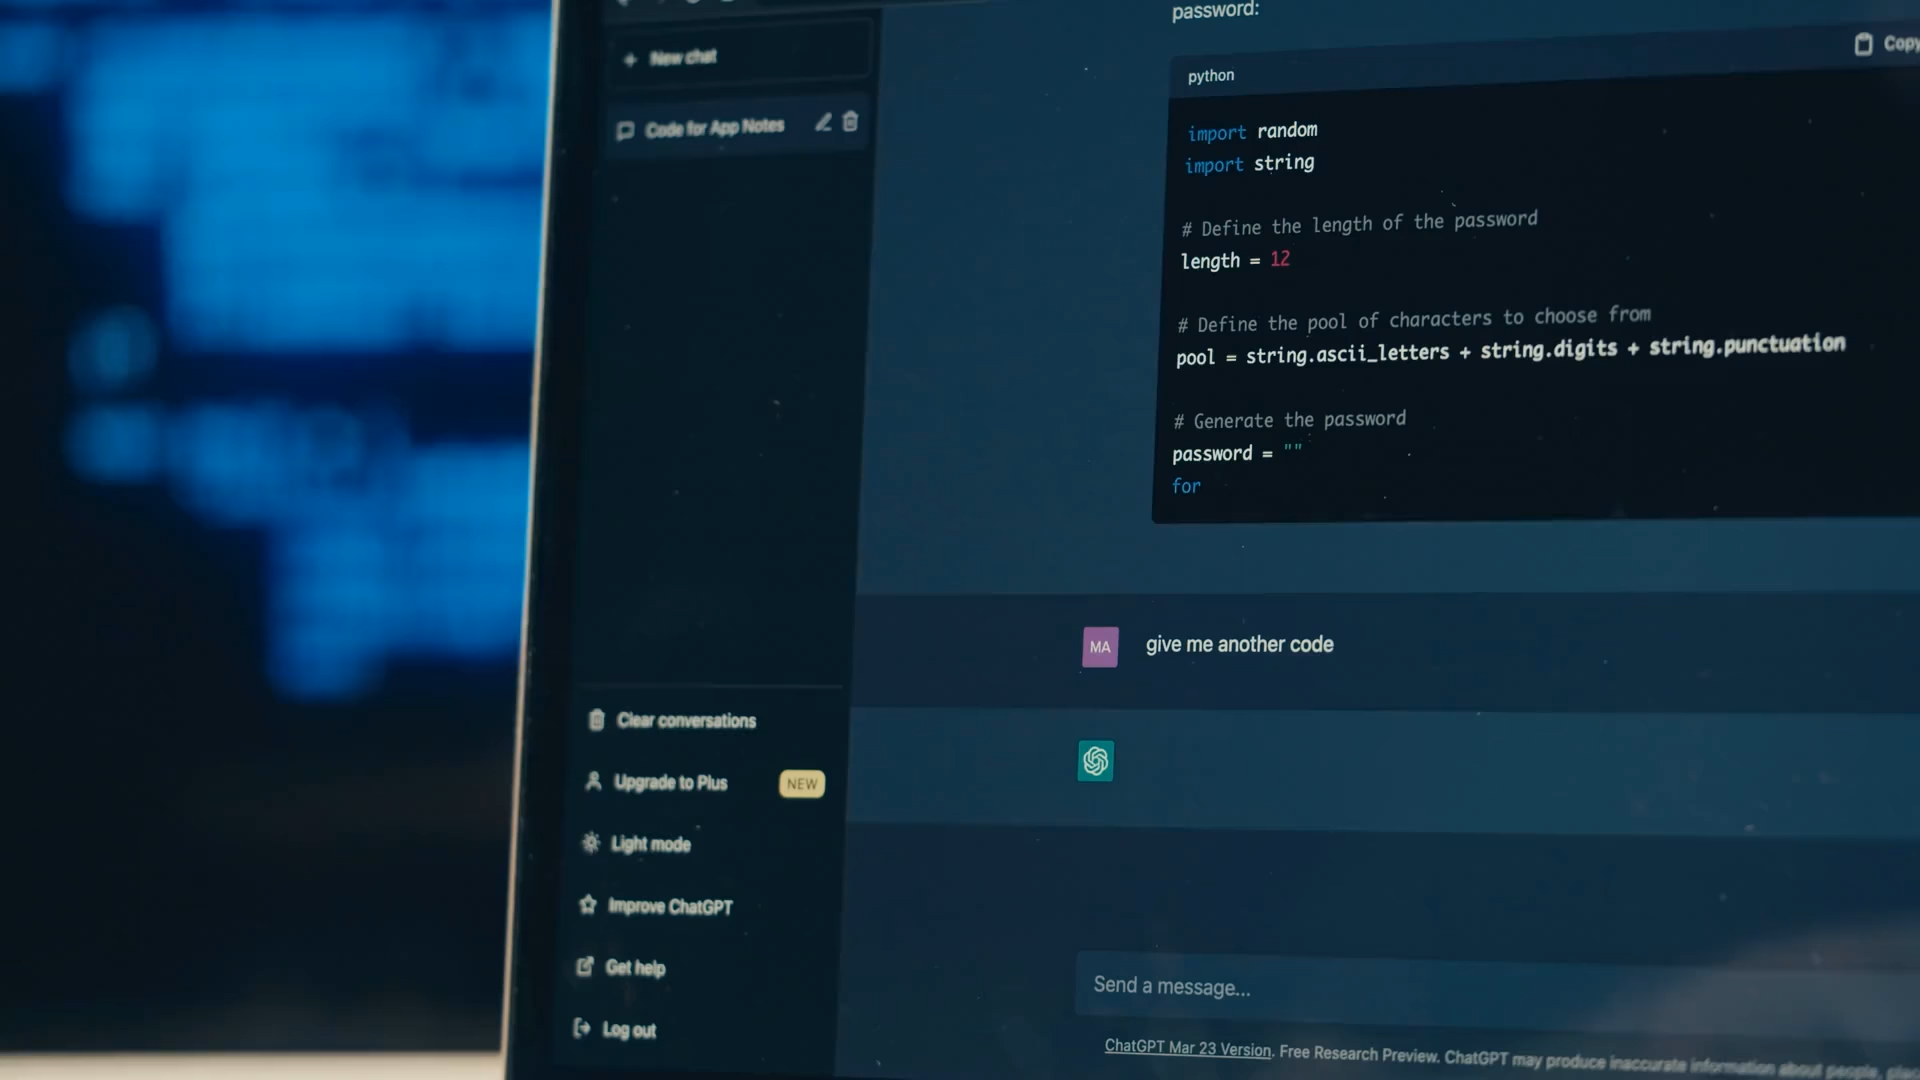 New chat
Code for App Notes
Clear conversations
Upgrade to Plus NEW
Light mode
Improve ChatGPT
Get help
Log out
password:
python
Copy
import random
import string
# Define the length of the password
length = 12
# Define the pool of characters to choose from
pool = string.ascii_letters + string.digits + string.punctuation
# Generate the password
password = ""
for
MA give me another code
Send a message...
ChatGPT Mar 23 Version. Free Research Preview. ChatGPT may produce inaccurate information about people,